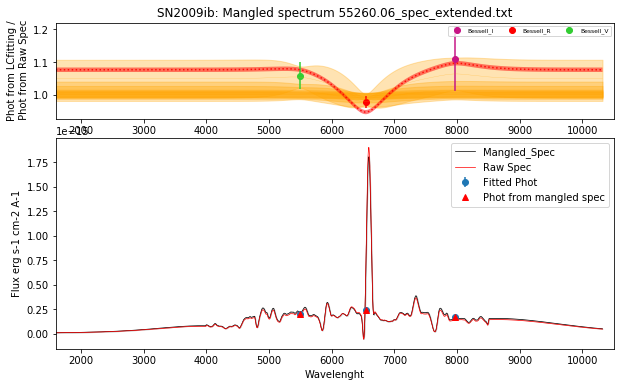 SN2009ib: Mangled spectrum 55260.06_spec_extended.txt
Phot from LCfitting /
Phot from Raw Spec
1.2
1.1
1.0
Bessell_I
Bessell_R
Bessell_V
2000 3000 4000 5000 6000 7000 8000 9000 10000
Flux erg s-1 cm-2 A-1
1.75
1.50
1.25
1.00
0.75
0.50
0.25
0.00
Mangled_Spec
Raw Spec
Fitted Phot
Phot from mangled spec
2000 3000 4000 5000 6000 7000 8000 9000 10000
Wavelenght